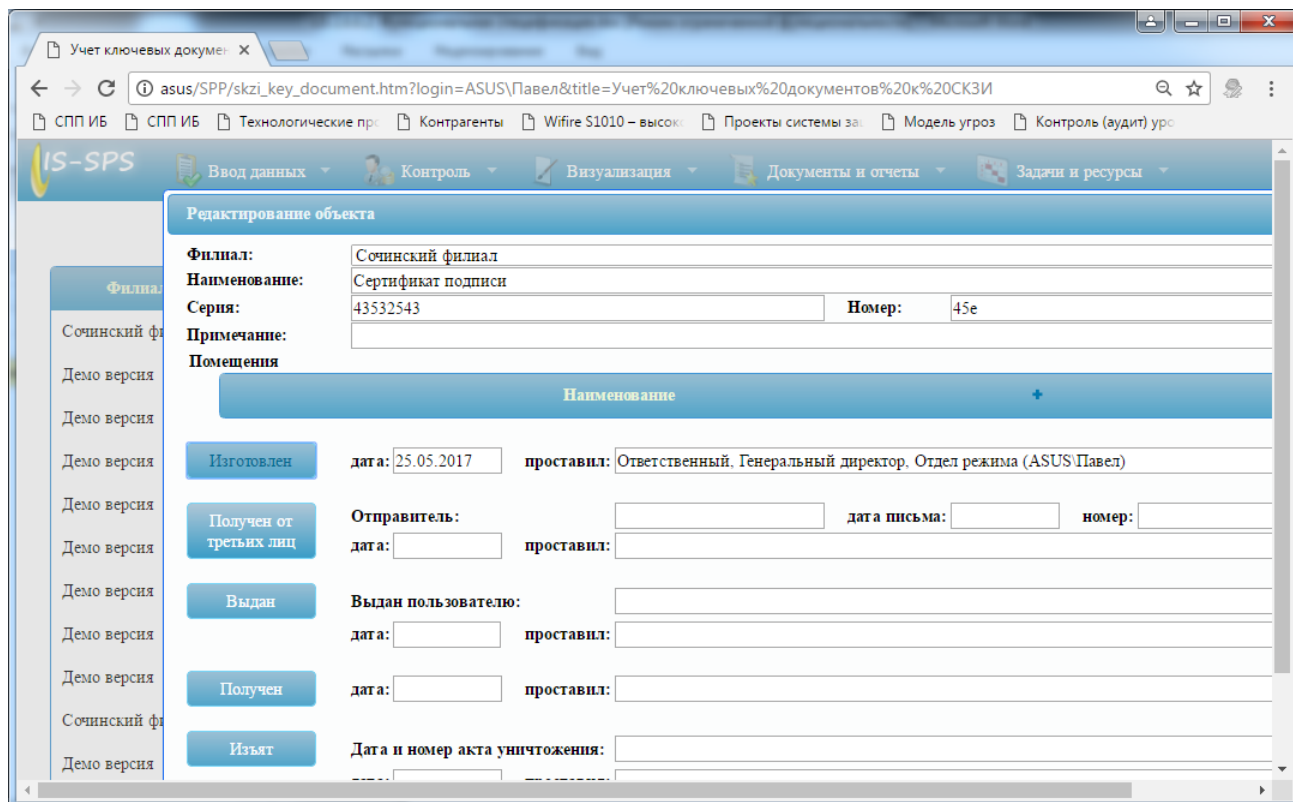 Учет ключевых докумен
asus/SPP/skzi_key_document.htm?login=ASUS\Павел&title=Учет%20ключевых%20документов%20к%20СКЗИ
СПП ИБ СПП ИБ Технологические про Контрагенты Wifire S1010 – высоко Проекты системы за Модель угроз Контроль (аудит) уро
IS-SPS Ввод данных Контроль Визуализация Документы и отчеты Задачи и ресурсы
Редактирование объекта
Филиал: Сочинский филиал
Наименование: Сертификат подписи
Филиа
Серия: 43532543 Номер: 45е
Сочинский фи Примечание:
Помещения
Демо версия
Наименование +
Демо версия
Демо версия Изготовлен дата: 25.05.2017 проставил: Ответственный, Генеральный директор, Отдел режима (ASUS\Павел)
Демо версия Получен от третьих лиц Отправитель: дата письма: номер:
Демо версия дата: проставил:
Демо версия Выдан Выдан пользователю:
Демо версия дата: проставил:
Демо версия Получен дата: проставил:
Сочинский фи
Изъят Дата и номер акта уничтожения:
Демо версия